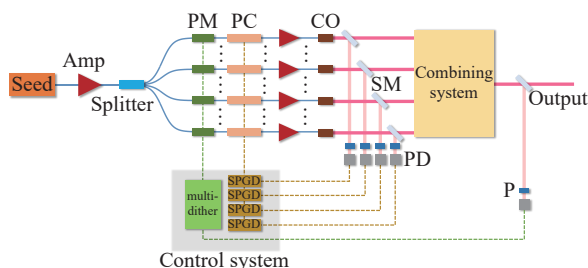 PM PC CO
Amp
Seed
Splitter
SM
Combining
system
Output
PD
P
SPGD
SPGD
SPGD
SPGD
multi-
dither
Control system